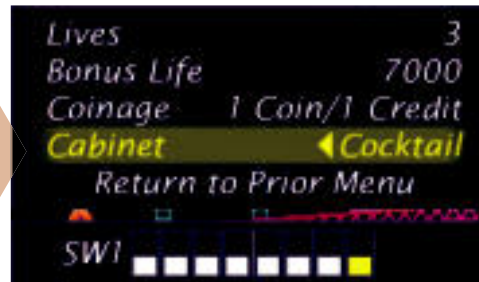 Lives 3
Bonus Life 7000
Coinage 1 Coin/1 Credit
Cabinet Cocktail
Return to Prior Menu
SW1